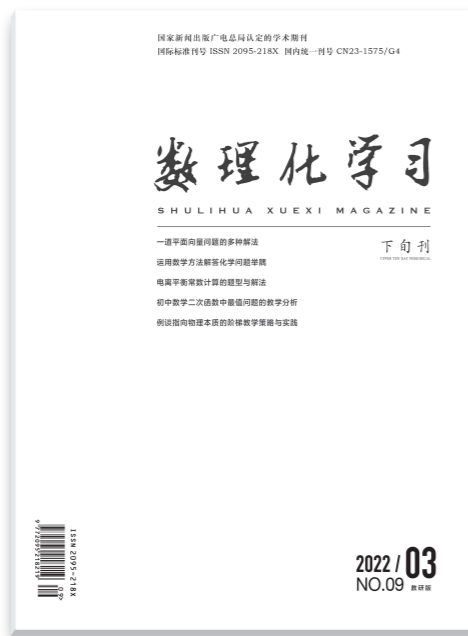 国家新闻出版广电总局认定的学术期刊
国际标准刊号 ISSN 2095-218X 国内统一刊号 CN23-1575/G4
数理化学习
SHULIHUA XUEXI MAGAZINE
下旬刊
一道平面向量问题的多种解法
运用数学方法解答化学问题举隅
电离平衡常数计算的题型与解法
初中数学二次函数中最值问题的教学分析
例谈指向物理本质的阶梯教学策略与实践
ISSN 2095-218X
9 772095 218219
09
2022 / 03
NO.09 教研版